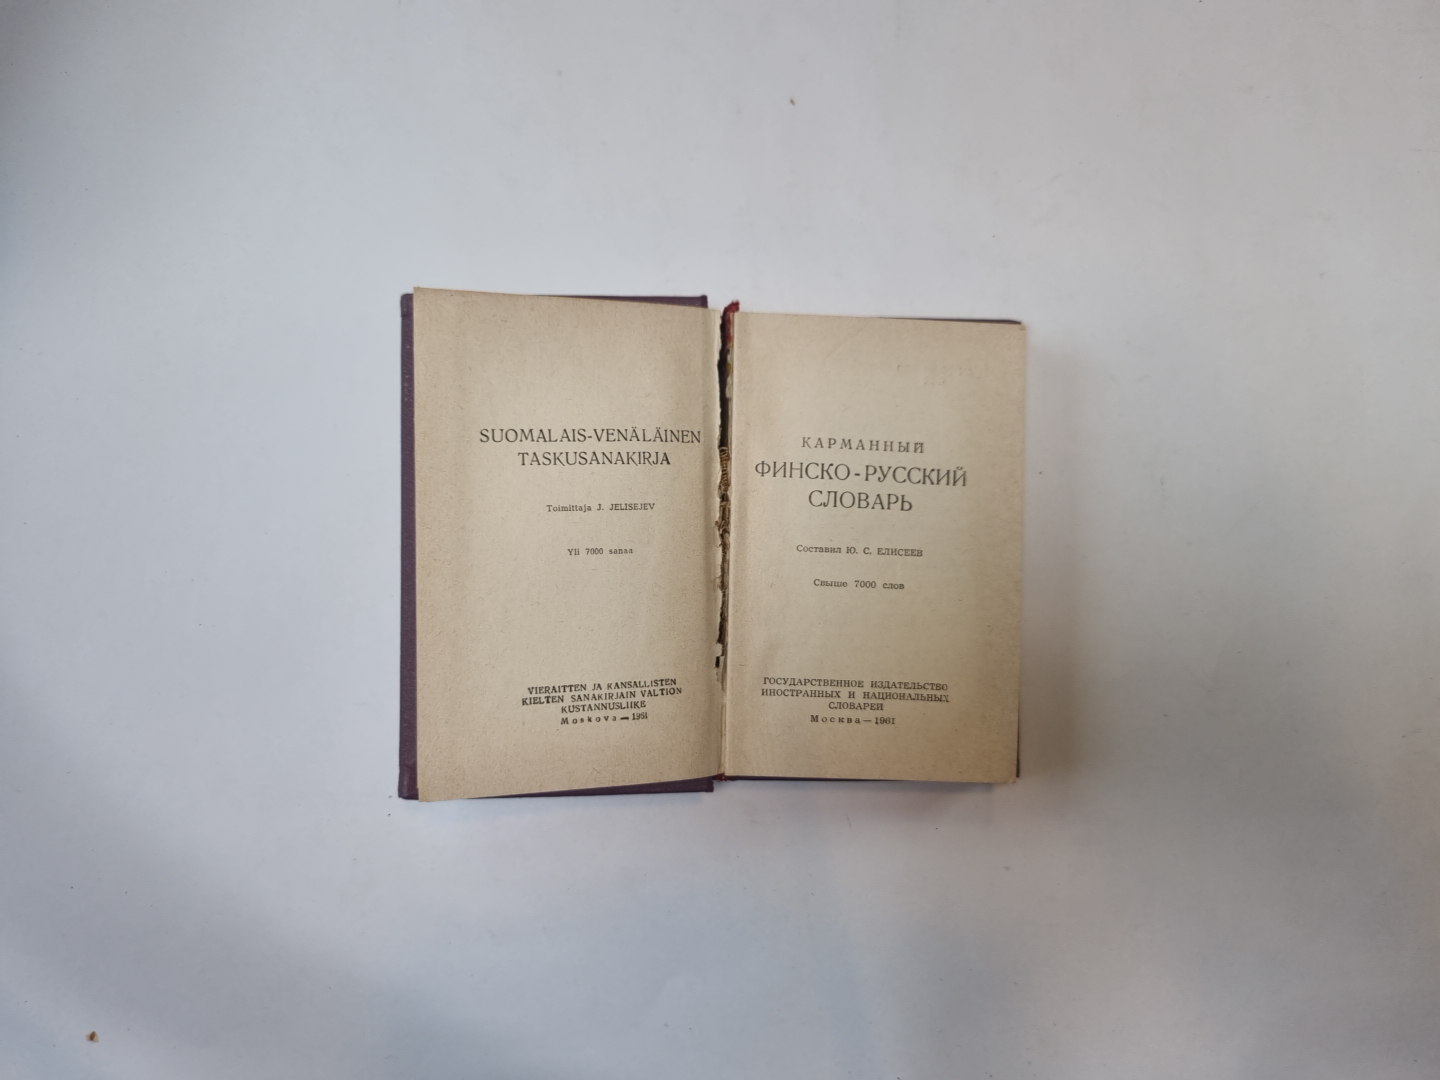 SUOMALAIS-VENÄLÄINEN
TASKUSANAKIRJA
Toimittaja J. JELISEJEV
Yli 7000 sanaa
VIERAITTEN JA KANSALLISTEN
KIELTEN SANAKIRJAIN VALTION
KUSTANNUSLIIKE
Moskova — 1961
КАРМАННЫЙ
ФИНСКО-РУССКИЙ
СЛОВАРЬ
Составил Ю. С. ЕЛИСЕЕВ
Свыше 7000 слов
ГОСУДАРСТВЕННОЕ ИЗДАТЕЛЬСТВО
ИНОСТРАННЫХ И НАЦИОНАЛЬНЫХ
СЛОВАРЕЙ
Москва — 1961